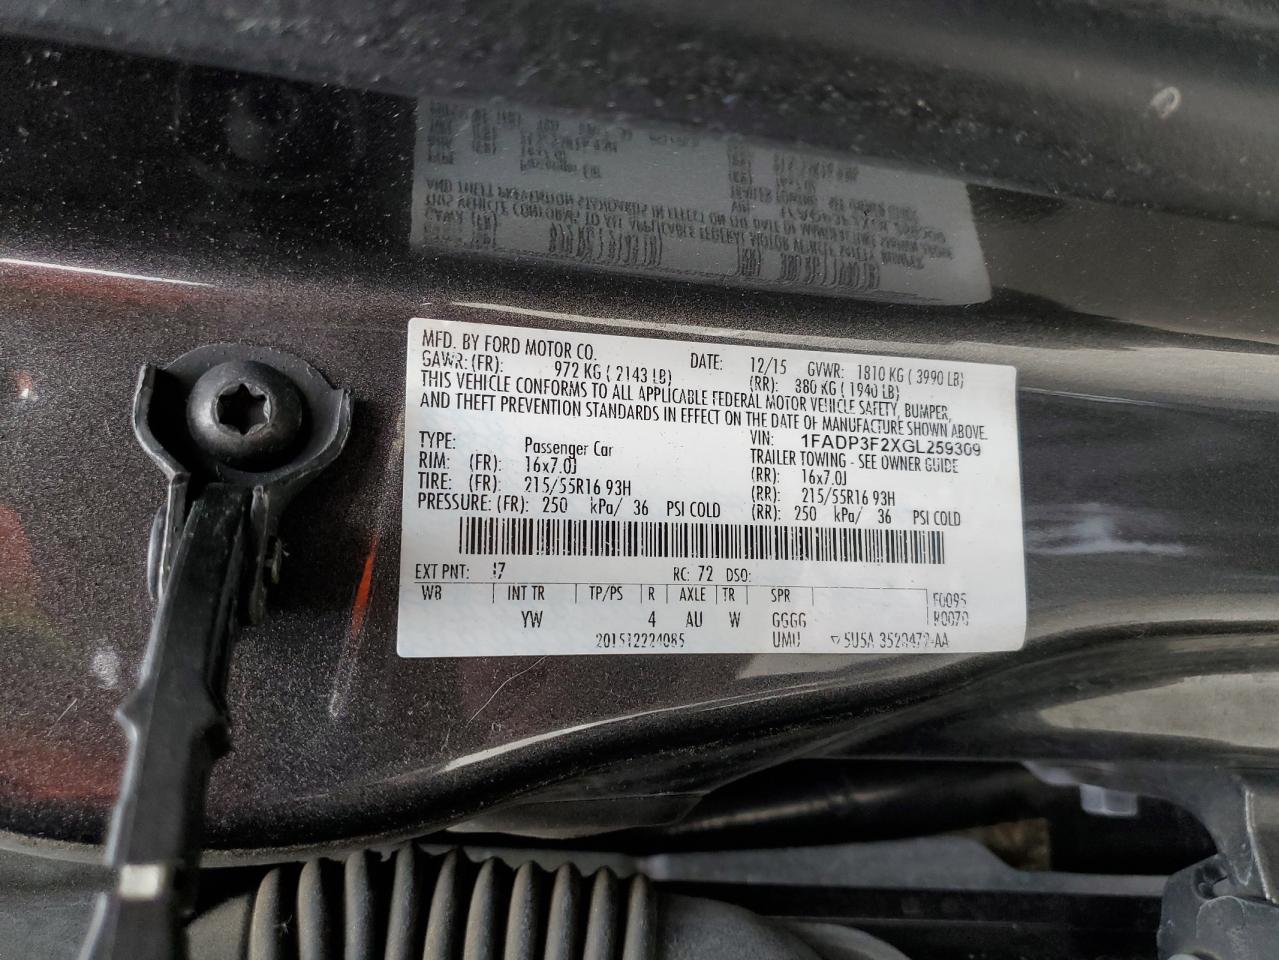 MFD. BY FORD MOTOR CO. DATE: 12/15 GVWR: 1810 KG ( 3990 LB)
GAWR: (FR): 972 KG ( 2143 LB) (RR): 880 KG ( 1940 LB)
THIS VEHICLE CONFORMS TO ALL APPLICABLE FEDERAL MOTOR VEHICLE SAFETY, BUMPER,
AND THEFT PREVENTION STANDARDS IN EFFECT ON THE DATE OF MANUFACTURE SHOWN ABOVE.
VIN: 1FADP3F2XGL259309
TYPE: Passenger Car TRAILER TOWING - SEE OWNER GUIDE
RIM: (FR): 16x7.0J (RR): 16x7.0J
TIRE: (FR): 215/55R16 93H (RR): 215/55R16 93H
PRESSURE: (FR): 250 kPa/ 36 PSI COLD (RR): 250 kPa/ 36 PSI COLD
EXT PNT: RC: 72 DSO:
WB INT TR TP/PS R AXLE TR SPR F0095
YW 4 AU W GGGG R0070
201512224085 UMU